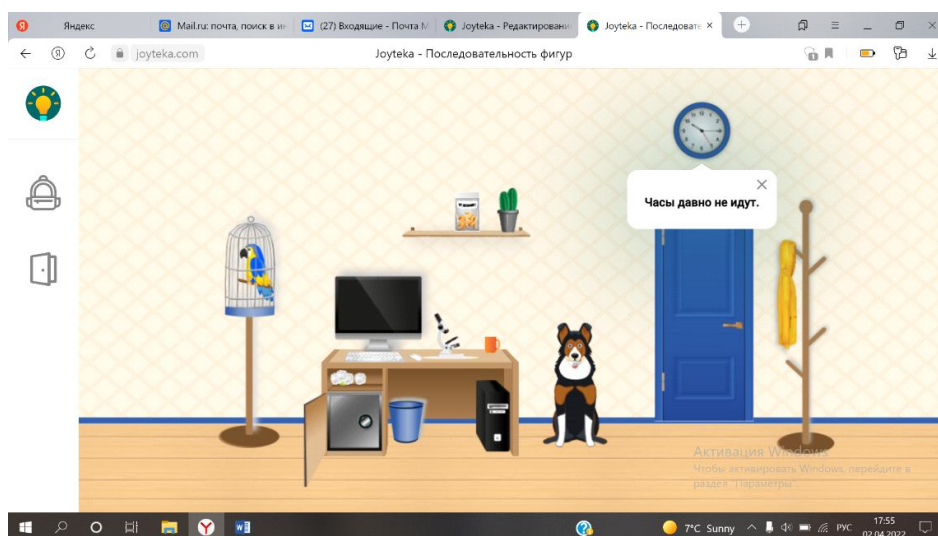 Яндекс
Mail.ru: почта, поиск в ин
(27) Входящие - Почта М
Joyteka - Редактировани
Joyteka - Последовате
joyteka.com
Joyteka - Последовательность фигур
Часы давно не идут.
Активация Windows
Чтобы активировать Windows, перейдите в
раздел "Параметры".
7°C Sunny
РУС
17:55
02.04.2022